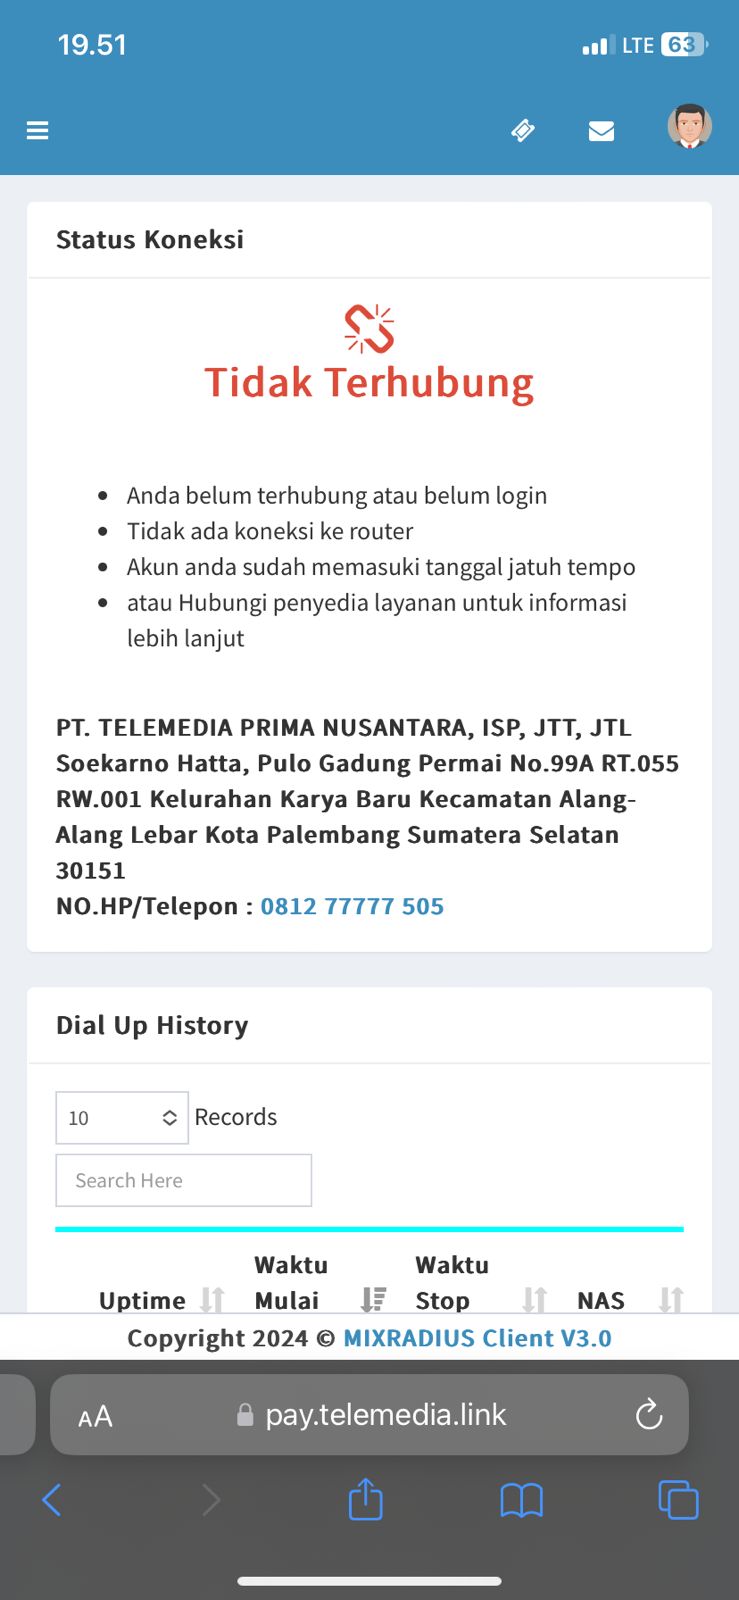 19.51
LTE 63
Status Koneksi
Tidak Terhubung
Anda belum terhubung atau belum login
Tidak ada koneksi ke router
Akun anda sudah memasuki tanggal jatuh tempo
atau Hubungi penyedia layanan untuk informasi
lebih lanjut
PT. TELEMEDIA PRIMA NUSANTARA, ISP, JTT, JTL
Soekarno Hatta, Pulo Gadung Permai No.99A RT.055
RW.001 Kelurahan Karya Baru Kecamatan Alang-
Alang Lebar Kota Palembang Sumatera Selatan
30151
NO.HP/Telepon : 0812 77777 505
Dial Up History
10 Records
Search Here
Waktu Waktu
Uptime Mulai Stop NAS
Copyright 2024 © MIXRADIUS Client V3.0
AA pay.telemedia.link